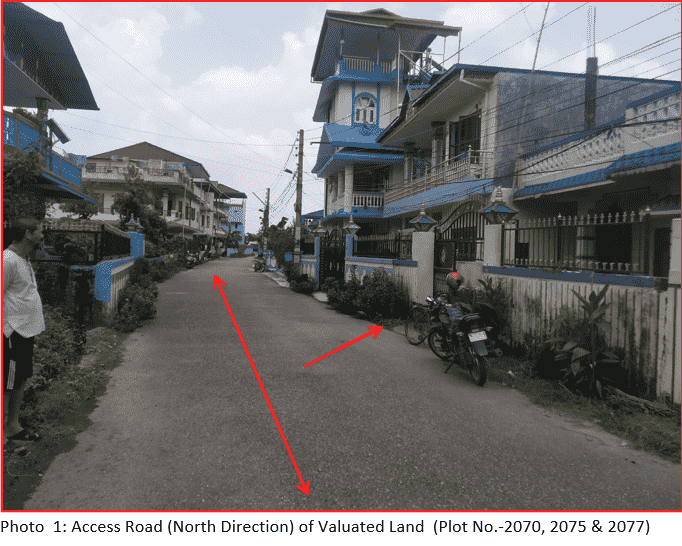 Photo 1: Access Road (North Direction) of Valuated Land (Plot No.-2070, 2075 & 2077)